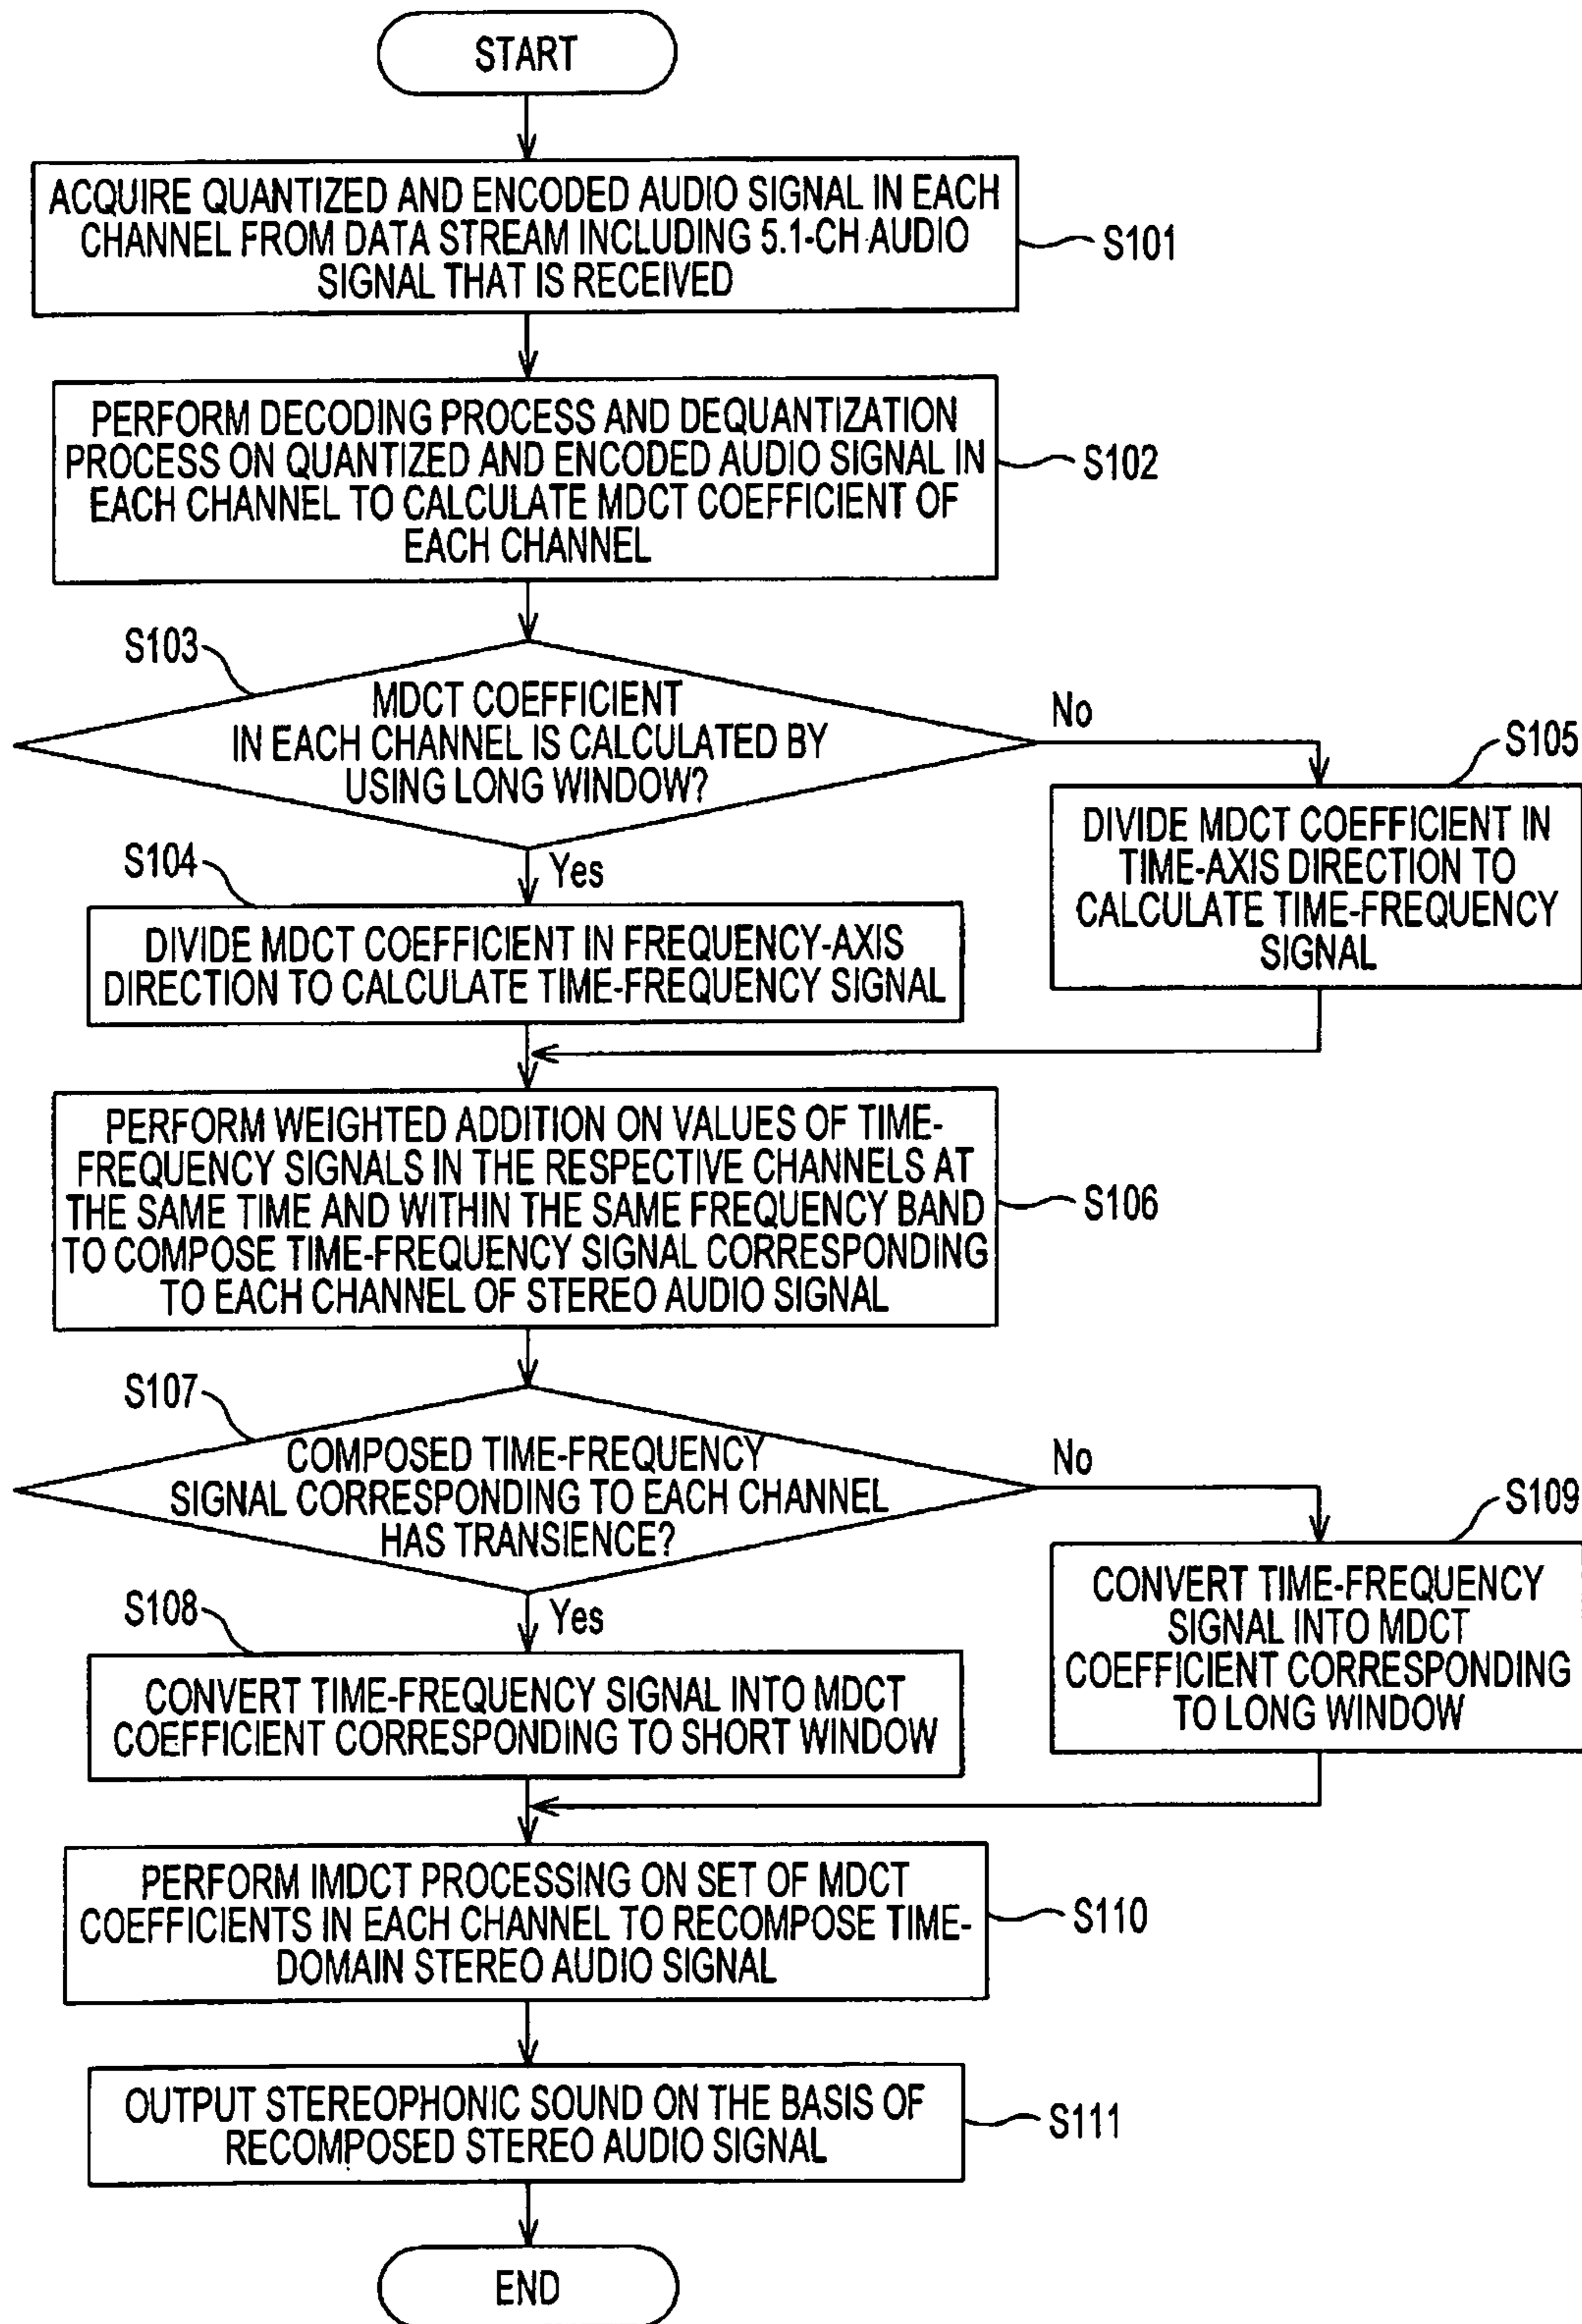 START
ACQUIRE QUANTIZED AND ENCODED AUDIO SIGNAL IN EACH
CHANNEL FROM DATA STREAM INCLUDING 5.1-CH AUDIO
SIGNAL THAT IS RECEIVED
S101
PERFORM DECODING PROCESS AND DEQUANTIZATION
PROCESS ON QUANTIZED AND ENCODED AUDIO SIGNAL IN
EACH CHANNEL TO CALCULATE MDCT COEFFICIENT OF
EACH CHANNEL
S102
S103
MDCT COEFFICIENT
IN EACH CHANNEL IS CALCULATED BY
USING LONG WINDOW?
No
S105
DIVIDE MDCT COEFFICIENT IN
TIME-AXIS DIRECTION TO
CALCULATE TIME-FREQUENCY
SIGNAL
Yes
S104
DIVIDE MDCT COEFFICIENT IN FREQUENCY-AXIS
DIRECTION TO CALCULATE TIME-FREQUENCY SIGNAL
PERFORM WEIGHTED ADDITION ON VALUES OF TIME-
FREQUENCY SIGNALS IN THE RESPECTIVE CHANNELS AT
THE SAME TIME AND WITHIN THE SAME FREQUENCY BAND
TO COMPOSE TIME-FREQUENCY SIGNAL CORRESPONDING
TO EACH CHANNEL OF STEREO AUDIO SIGNAL
S106
S107
COMPOSED TIME-FREQUENCY
SIGNAL CORRESPONDING TO EACH CHANNEL
HAS TRANSIENCE?
No
S109
CONVERT TIME-FREQUENCY
SIGNAL INTO MDCT
COEFFICIENT CORRESPONDING
TO LONG WINDOW
Yes
S108
CONVERT TIME-FREQUENCY SIGNAL INTO MDCT
COEFFICIENT CORRESPONDING TO SHORT WINDOW
PERFORM IMDCT PROCESSING ON SET OF MDCT
COEFFICIENTS IN EACH CHANNEL TO RECOMPOSE TIME-
DOMAIN STEREO AUDIO SIGNAL
S110
OUTPUT STEREOPHONIC SOUND ON THE BASIS OF
RECOMPOSED STEREO AUDIO SIGNAL
S111
END